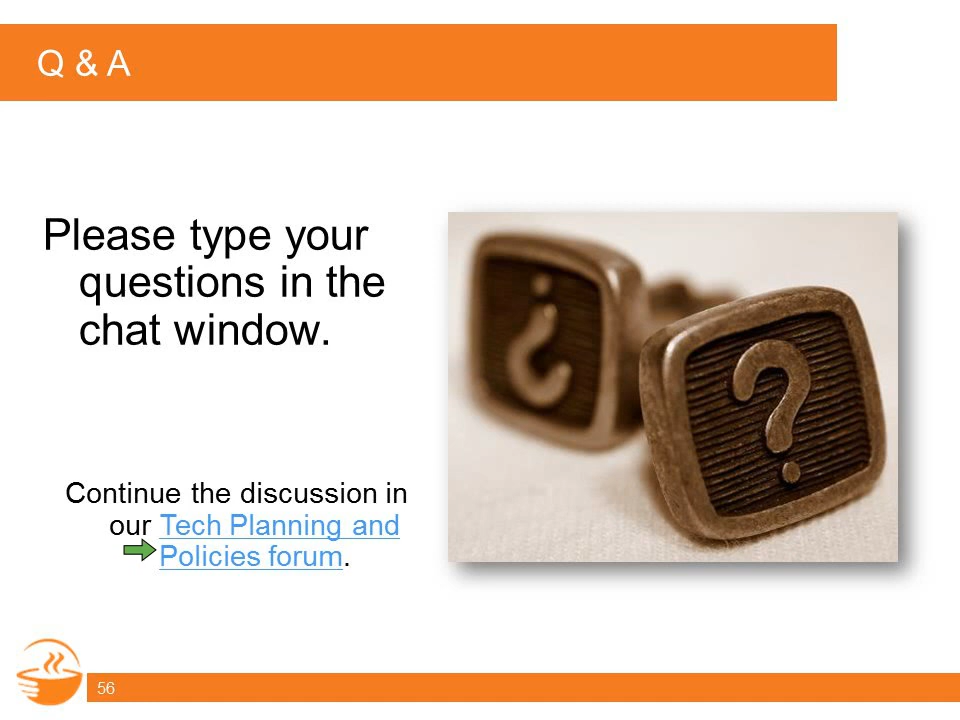 Q & A
Please type your
questions in the
chat window.
Continue the discussion in
our Tech Planning and
Policies forum.
56